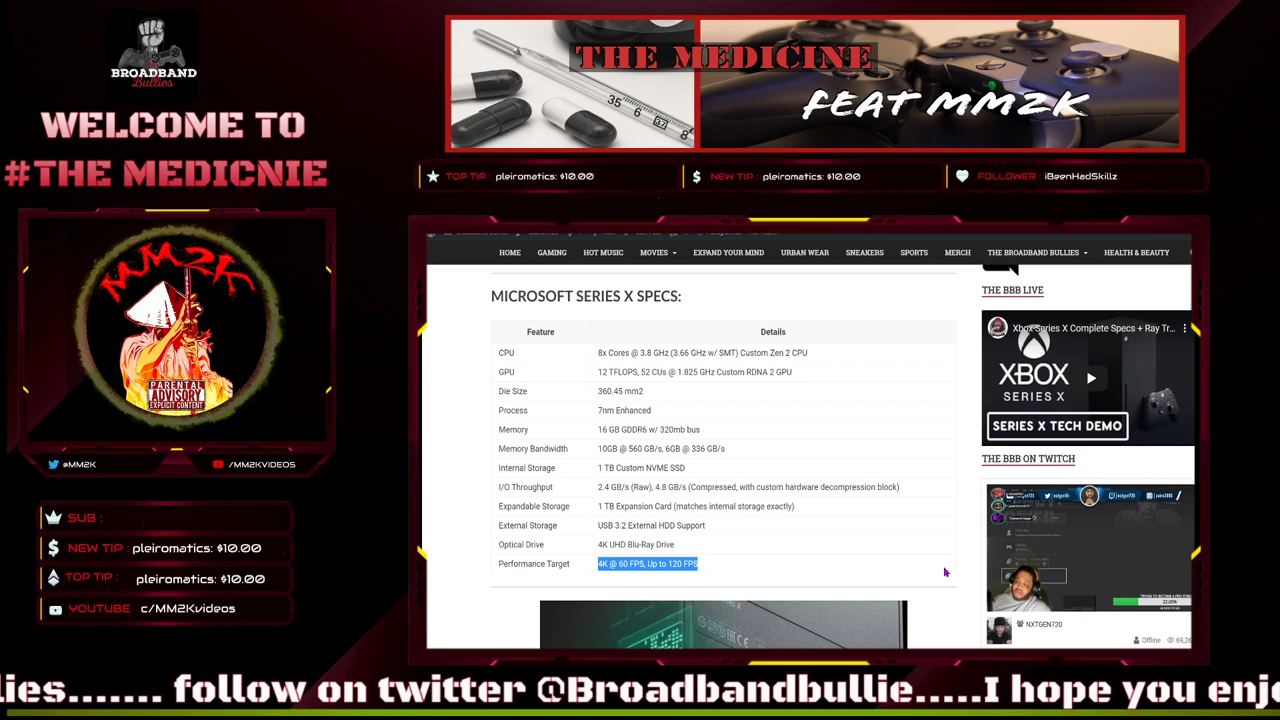 BROADBAND
Bullies
WELCOME TO
#THE MEDICNIE
THE MEDICINE
FEAT MM2K
35 6 37 8
TOP TIP : pleiromatics: $10.00
NEW TIP : pleiromatics: $10.00
FOLLOWER : iBeenHadSkillz
MM2K
PARENTAL
ADVISORY
EXPLICIT CONTENT
@MM2K
/MM2KVIDEOS
SUB :
NEW TIP : pleiromatics: $10.00
TOP TIP : pleiromatics: $10.00
YOUTUBE c/MM2Kvideos
HOME GAMING HOT MUSIC MOVIES EXPAND YOUR MIND URBAN WEAR SNEAKERS SPORTS MERCH THE BROADBAND BULLIES HEALTH & BEAUTY
MICROSOFT SERIES X SPECS:
Feature Details
CPU 8x Cores @ 3.8 GHz (3.66 GHz w/ SMT) Custom Zen 2 CPU
GPU 12 TFLOPS, 52 CUs @ 1.825 GHz Custom RDNA 2 GPU
Die Size 360.45 mm2
Process 7nm Enhanced
Memory 16 GB GDDR6 w/ 320mb bus
Memory Bandwidth 10GB @ 560 GB/s, 6GB @ 336 GB/s
Internal Storage 1 TB Custom NVME SSD
I/O Throughput 2.4 GB/s (Raw), 4.8 GB/s (Compressed, with custom hardware decompression block)
Expandable Storage 1 TB Expansion Card (matches internal storage exactly)
External Storage USB 3.2 External HDD Support
Optical Drive 4K UHD Blu-Ray Drive
Performance Target 4K @ 60 FPS, Up to 120 FPS
THE BBB LIVE
Xbox Series X Complete Specs + Ray Tr...
XBOX
SERIES X
SERIES X TECH DEMO
THE BBB ON TWITCH
22.05%
NXTGEN720
Offline 69,26
lies....... follow on twitter @Broadbandbullie.....I hope you enjo